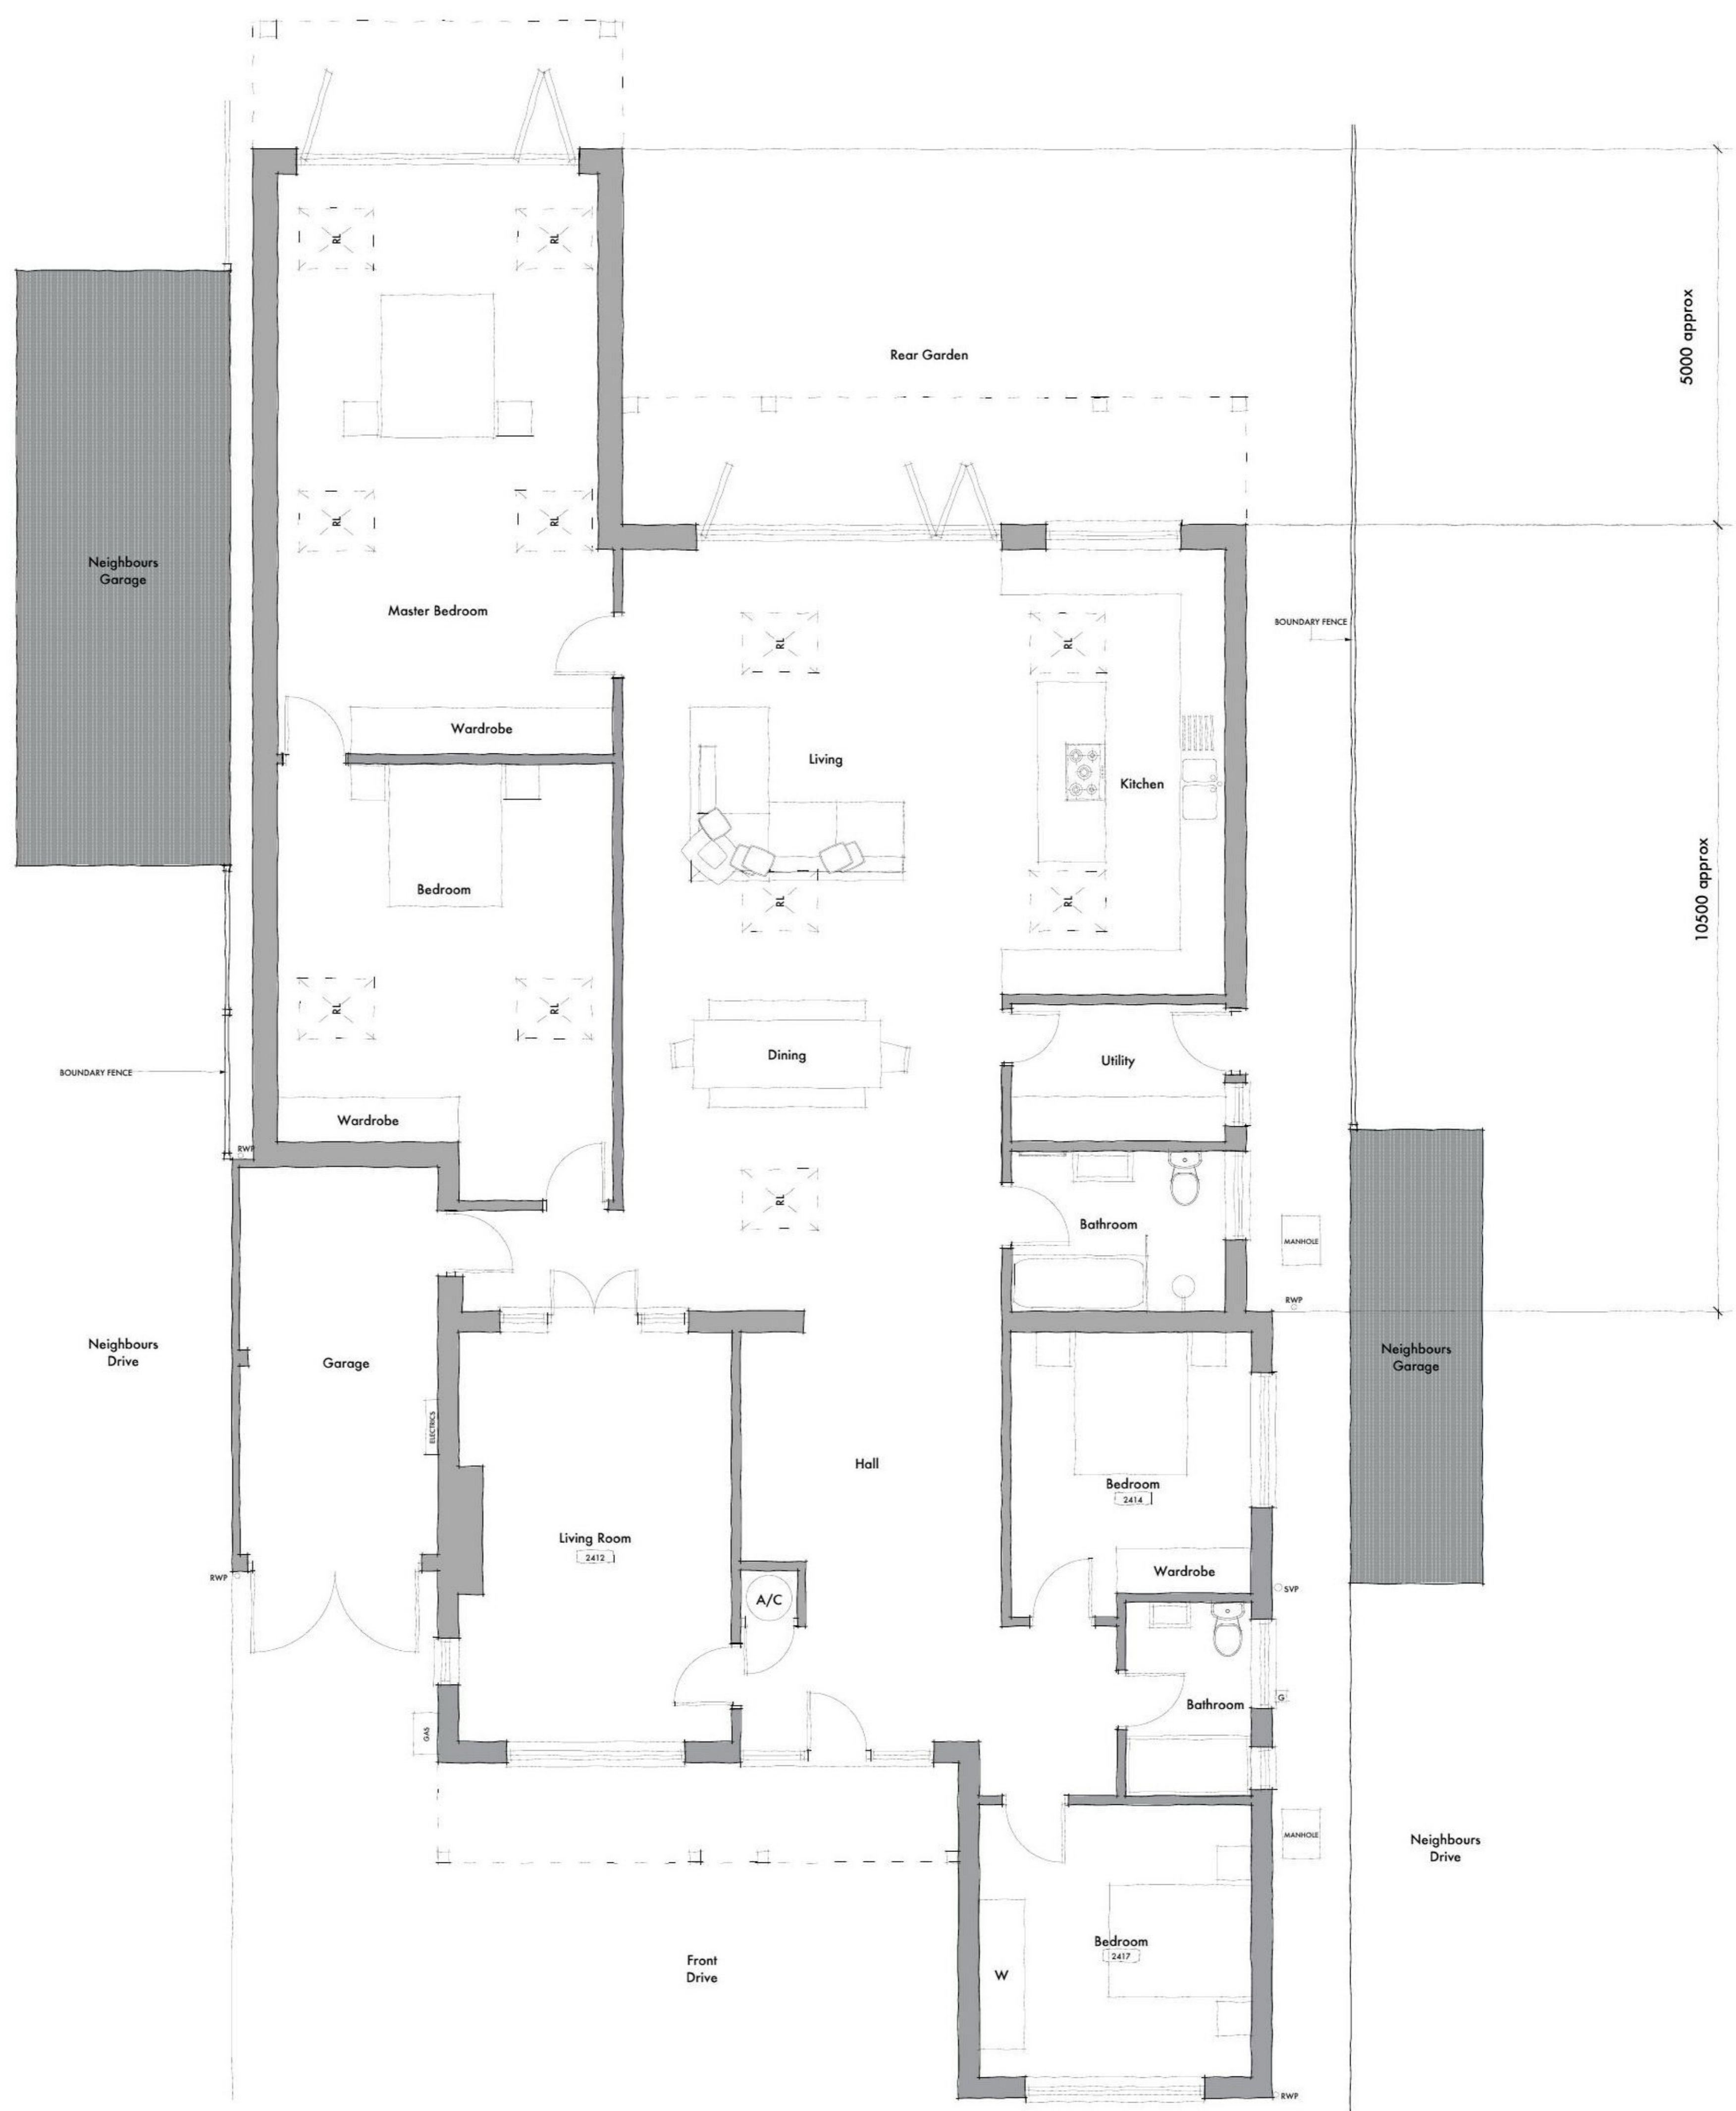 RL
RL
5000 approx
Rear Garden
RL
RL
Neighbours
Garage
Master Bedroom
BOUNDARY FENCE
RL
RL
Wardrobe
Living
Kitchen
Bedroom
RL
RL
10500 approx
RL
RL
Dining
Utility
BOUNDARY FENCE
Wardrobe
RWP
RL
Bathroom
MANHOLE
RWP
Neighbours
Drive
Garage
Neighbours
Garage
ELECTRICS
Hall
Bedroom
2414
Living Room
2412
Wardrobe
RWP
SVP
A/C
Bathroom
G
GAS
MANHOLE
Neighbours
Drive
Bedroom
2417
Front
Drive
W
RWP